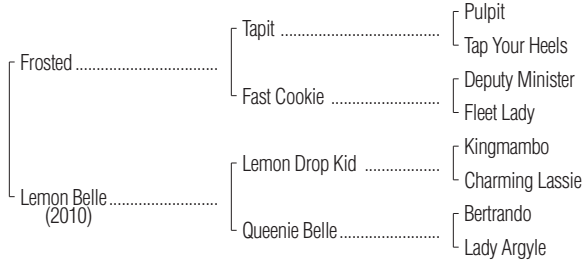 Pulpit
Tapit ..........................
Tap Your Heels
Frosted ..................................
Deputy Minister
Fast Cookie ....................
Fleet Lady
Kingmambo
Lemon Drop Kid ..............
Charming Lassie
Lemon Belle ..........................
(2010)
Bertrando
Queenie Belle ...................
Lady Argyle